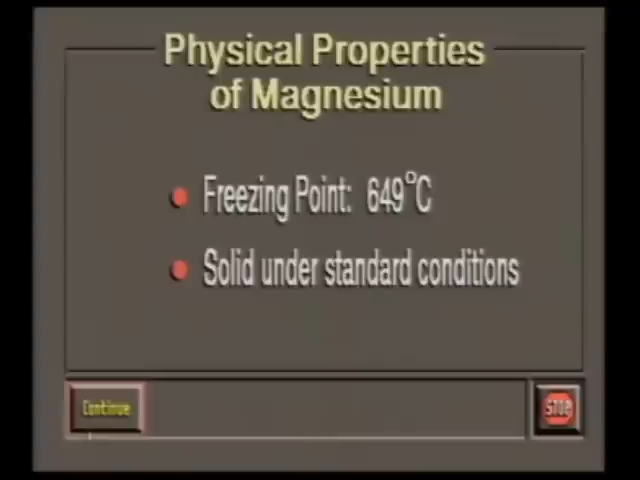 Physical Properties
of Magnesium
Freezing Point: 649°C
Solid under standard conditions
Continue
STOP